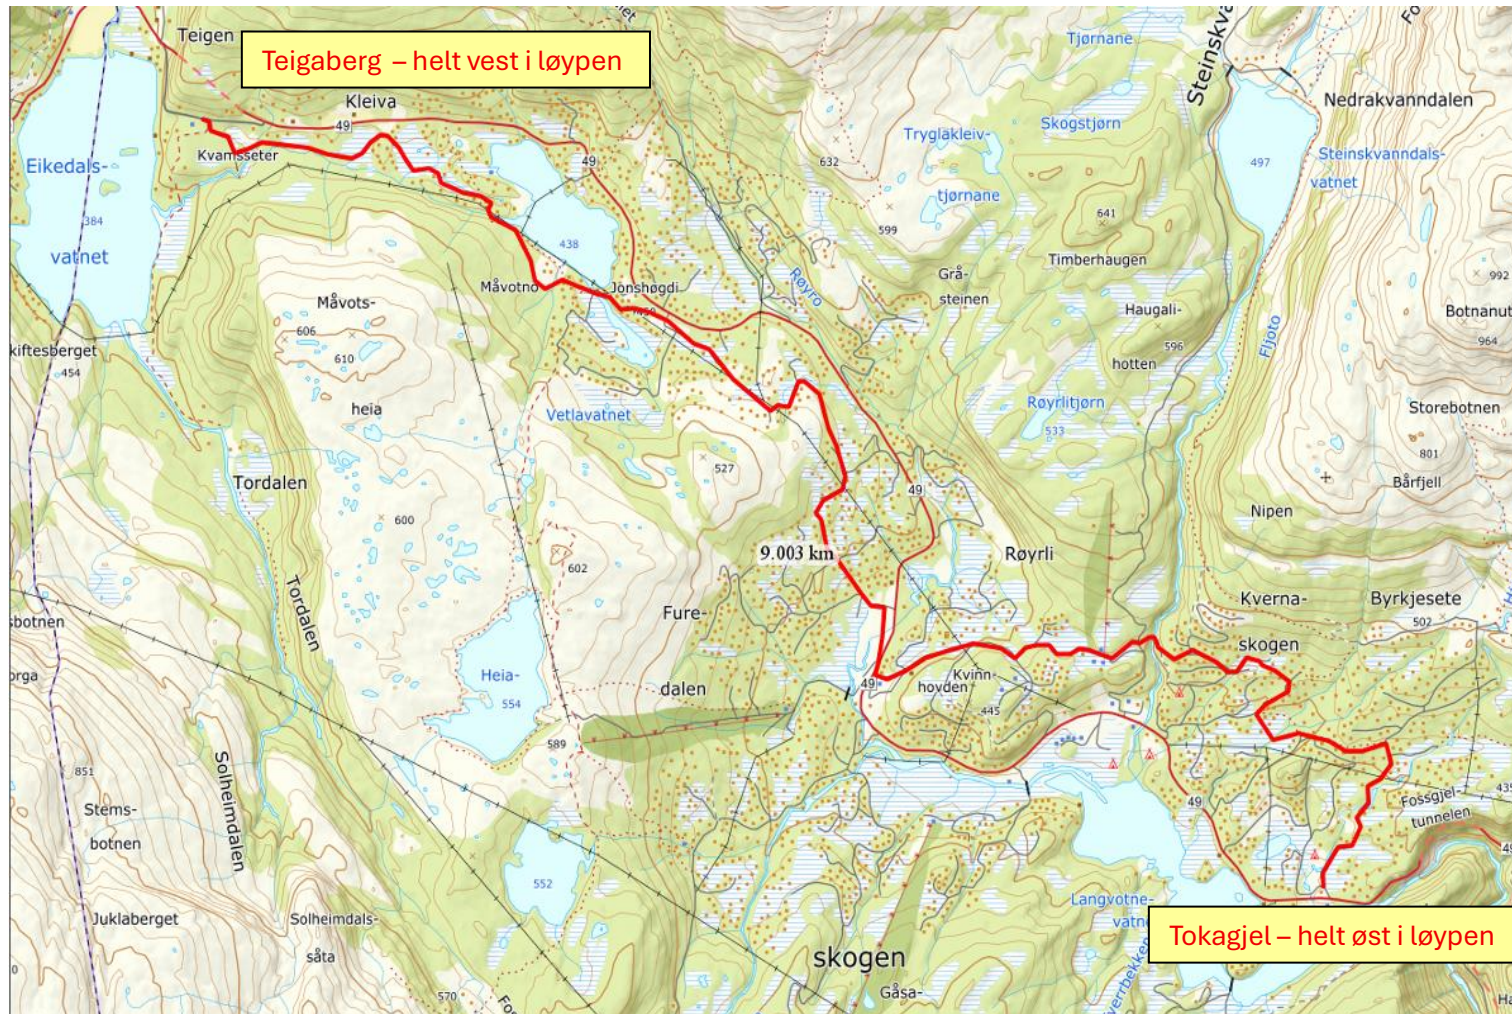 Teigen
Teigaberg – helt vest i løypen
Kleiva
49
Kvamsseter
Eikedals-
384
vatnet
49
438
Tjørnane
Skogstjørn
Tryglakleiv-
tjørnane
632
599
641
Timberhaugen
Grå-
steinen
Røyro
Haugali-
596
hotten
Nedrakvanndalen
497
Steinskvanndals-
vatnet
992
Botnanut
964
Fljoto
Måvotno
Jonshøgdi
Måvots-
606
610
heia
kiftesberget
454
Vetlavatnet
527
Røyrlitjørn
533
Storebotnen
801
Bårfjell
Nipen
Tordalen
600
49
9.003 km
602
Røyrli
Fure-
dalen
Kverna-
skogen
Byrkjesete
502
Tordalen
sbotnen
Heia-
554
49
Kvinn-
hovden
445
589
Solheimdalen
851
Stems-
botnen
49
Fossgjel-
tunnelen
435
552
Juklaberget
Solheimdals-
såta
Langvotne-
vatn
Tokagjel – helt øst i løypen
skogen
Gåsa-
570